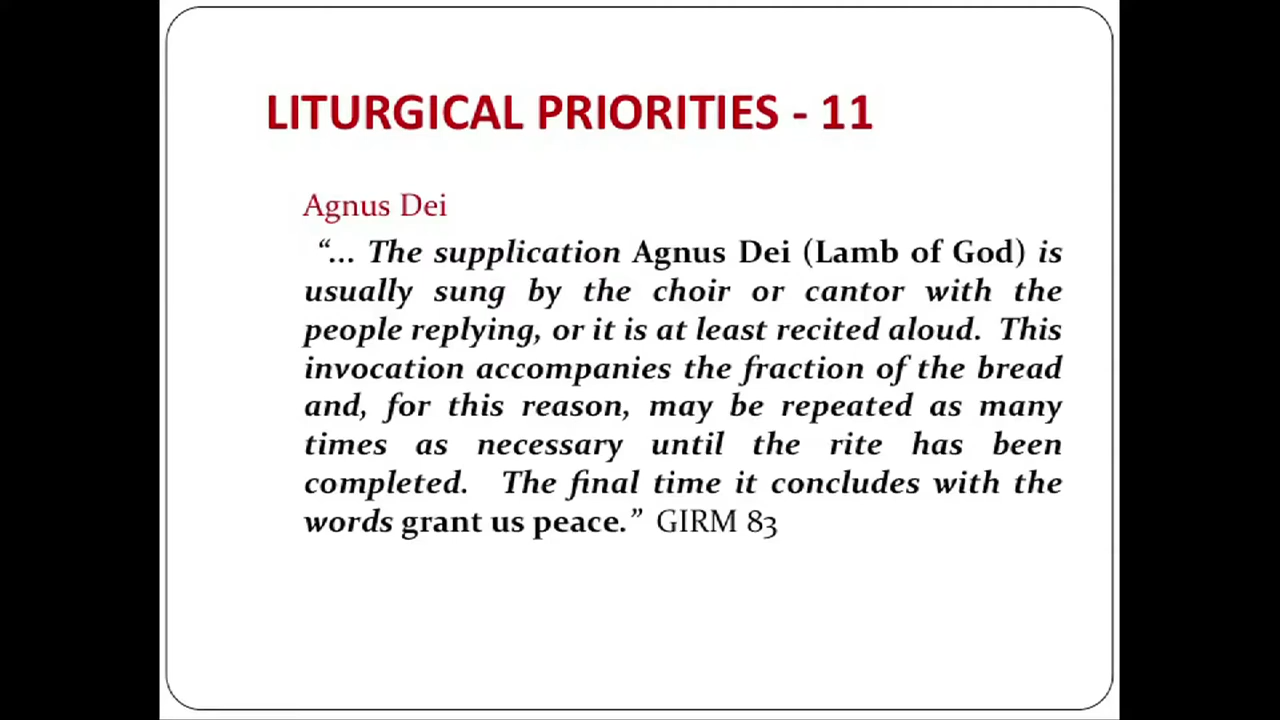 LITURGICAL PRIORITIES - 11
Agnus Dei
“... The supplication Agnus Dei (Lamb of God) is
usually sung by the choir or cantor with the
people replying, or it is at least recited aloud. This
invocation accompanies the fraction of the bread
and, for this reason, may be repeated as many
times as necessary until the rite has been
completed. The final time it concludes with the
words grant us peace.” GIRM 83